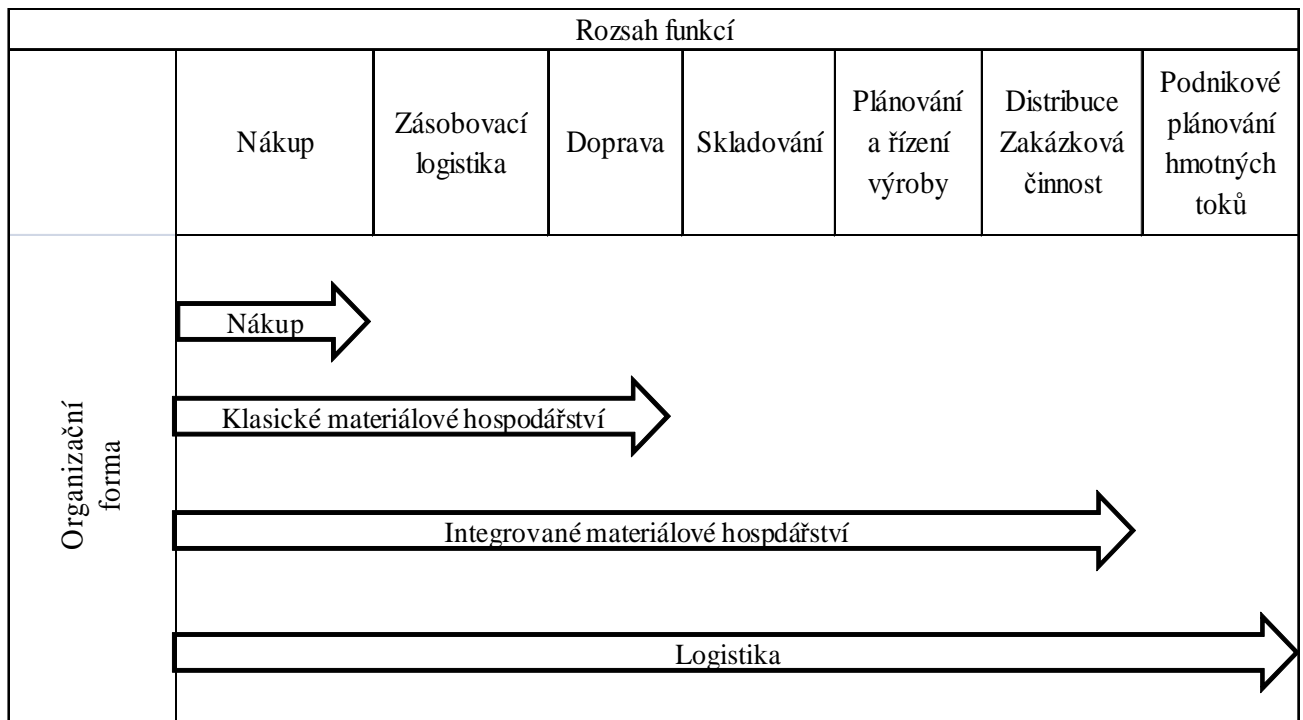 Rozsah funkcí
Nákup
Zásobovací
logistika
Doprava
Skladování
Plánování
a řízení
výroby
Distribuce
Zakázková
činnost
Podnikové
plánování
hmotných
toků
Organizační
forma
Nákup
Klasické materiálové hospodářství
Integrované materiálové hospdářství
Logistika